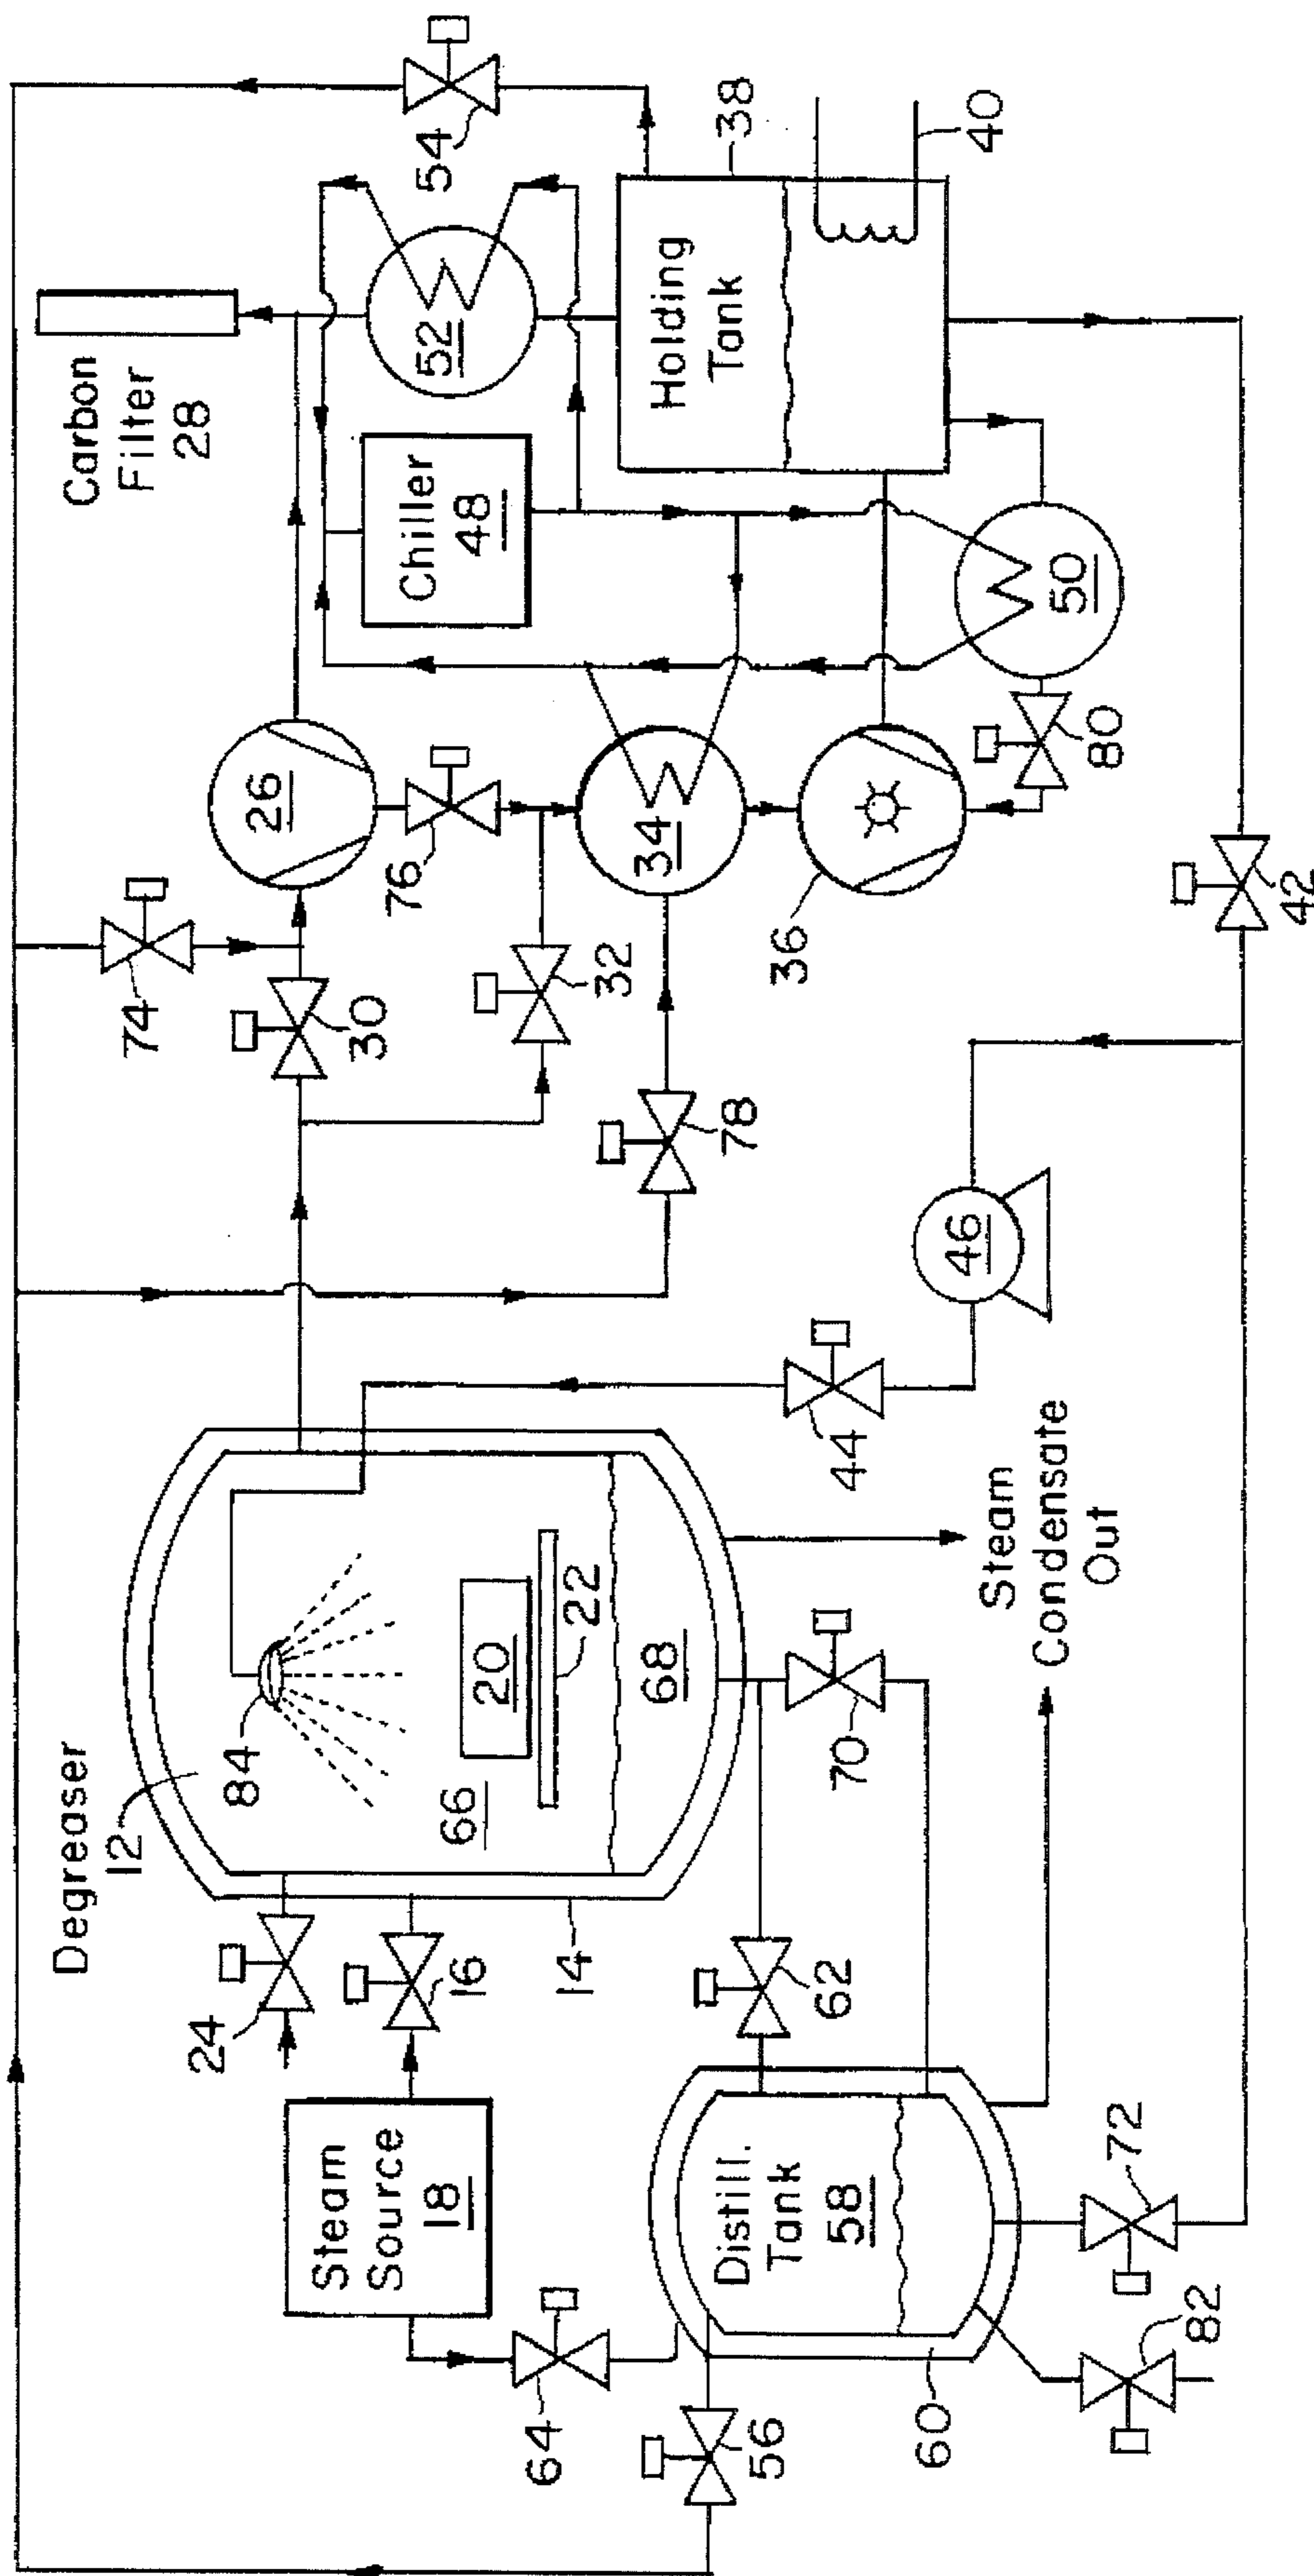 Degreaser
12
84
20
22
66
68
24
16
14
Steam
Source
18
64
62
70
Distill.
Tank
58
60
56
72
82
Steam
Condensate
Out
44
46
42
74
30
76
32
78
26
34
36
Carbon
Filter
28
Chiller
48
52
54
Holding
Tank
38
40
50
80